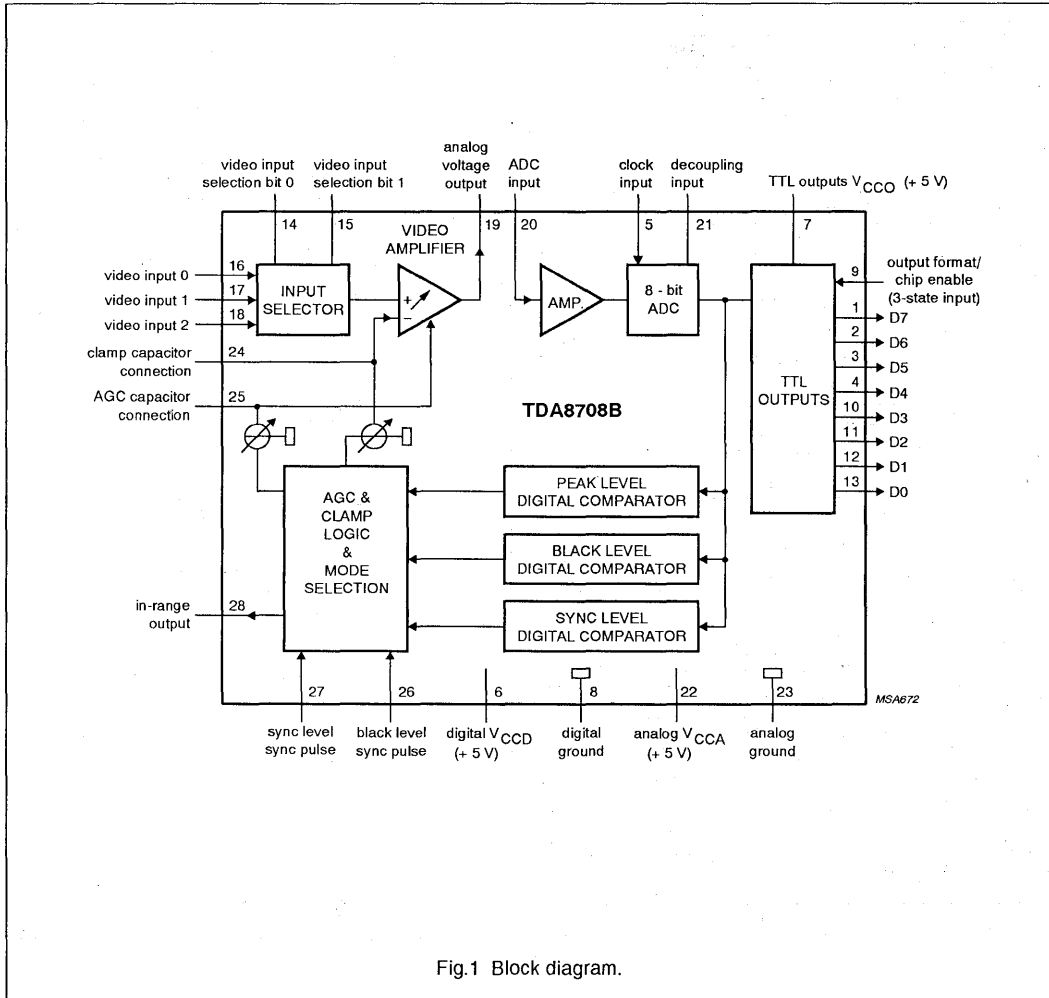 video input
selection bit 0
video input
selection bit 1
analog
voltage
output
ADC
input
clock
input
decoupling
input
TTL outputs VCCO (+ 5 V)
14
15
VIDEO
AMPLIFIER
19
20
5
21
7
video input 0
16
video input 1
17
video input 2
18
INPUT
SELECTOR
+
−
AMP.
8 - bit
ADC
9
output format/
chip enable
(3-state input)
clamp capacitor
connection
24
AGC capacitor
connection
25
TDA8708B
TTL
OUTPUTS
1
D7
2
D6
3
D5
4
D4
10
D3
11
D2
12
D1
13
D0
AGC &
CLAMP
LOGIC
&
MODE
SELECTION
PEAK LEVEL
DIGITAL COMPARATOR
BLACK LEVEL
DIGITAL COMPARATOR
SYNC LEVEL
DIGITAL COMPARATOR
in-range
output
28
27
26
6
8
22
23
MSA672
sync level
sync pulse
black level
sync pulse
digital VCCD
(+ 5 V)
digital
ground
analog VCCA
(+ 5 V)
analog
ground
Fig.1 Block diagram.